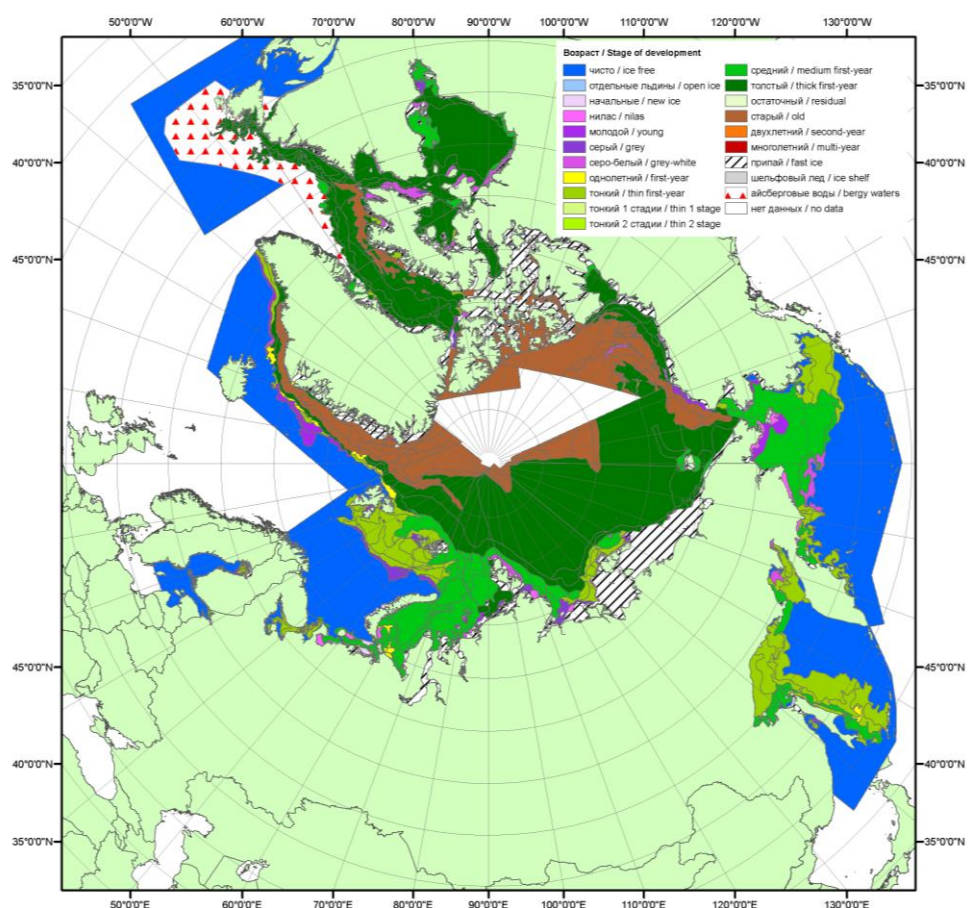 50°0'0"W 60°0'0"W 70°0'0"W 80°0'0"W 90°0'0"W 100°0'0"W 110°0'0"W 120°0'0"W 130°0'0"W
Возраст / Stage of development
чисто / ice free
отдельные льдины / open ice
начальные / new ice
нилас / nilas
молодой / young
серый / grey
серо-белый / grey-white
однолетний / first-year
тонкий / thin first-year
тонкий 1 стадии / thin 1 stage
тонкий 2 стадии / thin 2 stage
средний / medium first-year
толстый / thick first-year
остаточный / residual
старый / old
двухлетний / second-year
многолетний / multi-year
припай / fast ice
шельфовый лед / ice shelf
айсберговые воды / bergy waters
нет данных / no data
35°0'0"N 35°0'0"N
40°0'0"N 40°0'0"N
45°0'0"N 45°0'0"N
45°0'0"N 45°0'0"N
40°0'0"N 40°0'0"N
35°0'0"N 35°0'0"N
50°0'0"E 60°0'0"E 70°0'0"E 80°0'0"E 90°0'0"E 100°0'0"E 110°0'0"E 120°0'0"E 130°0'0"E